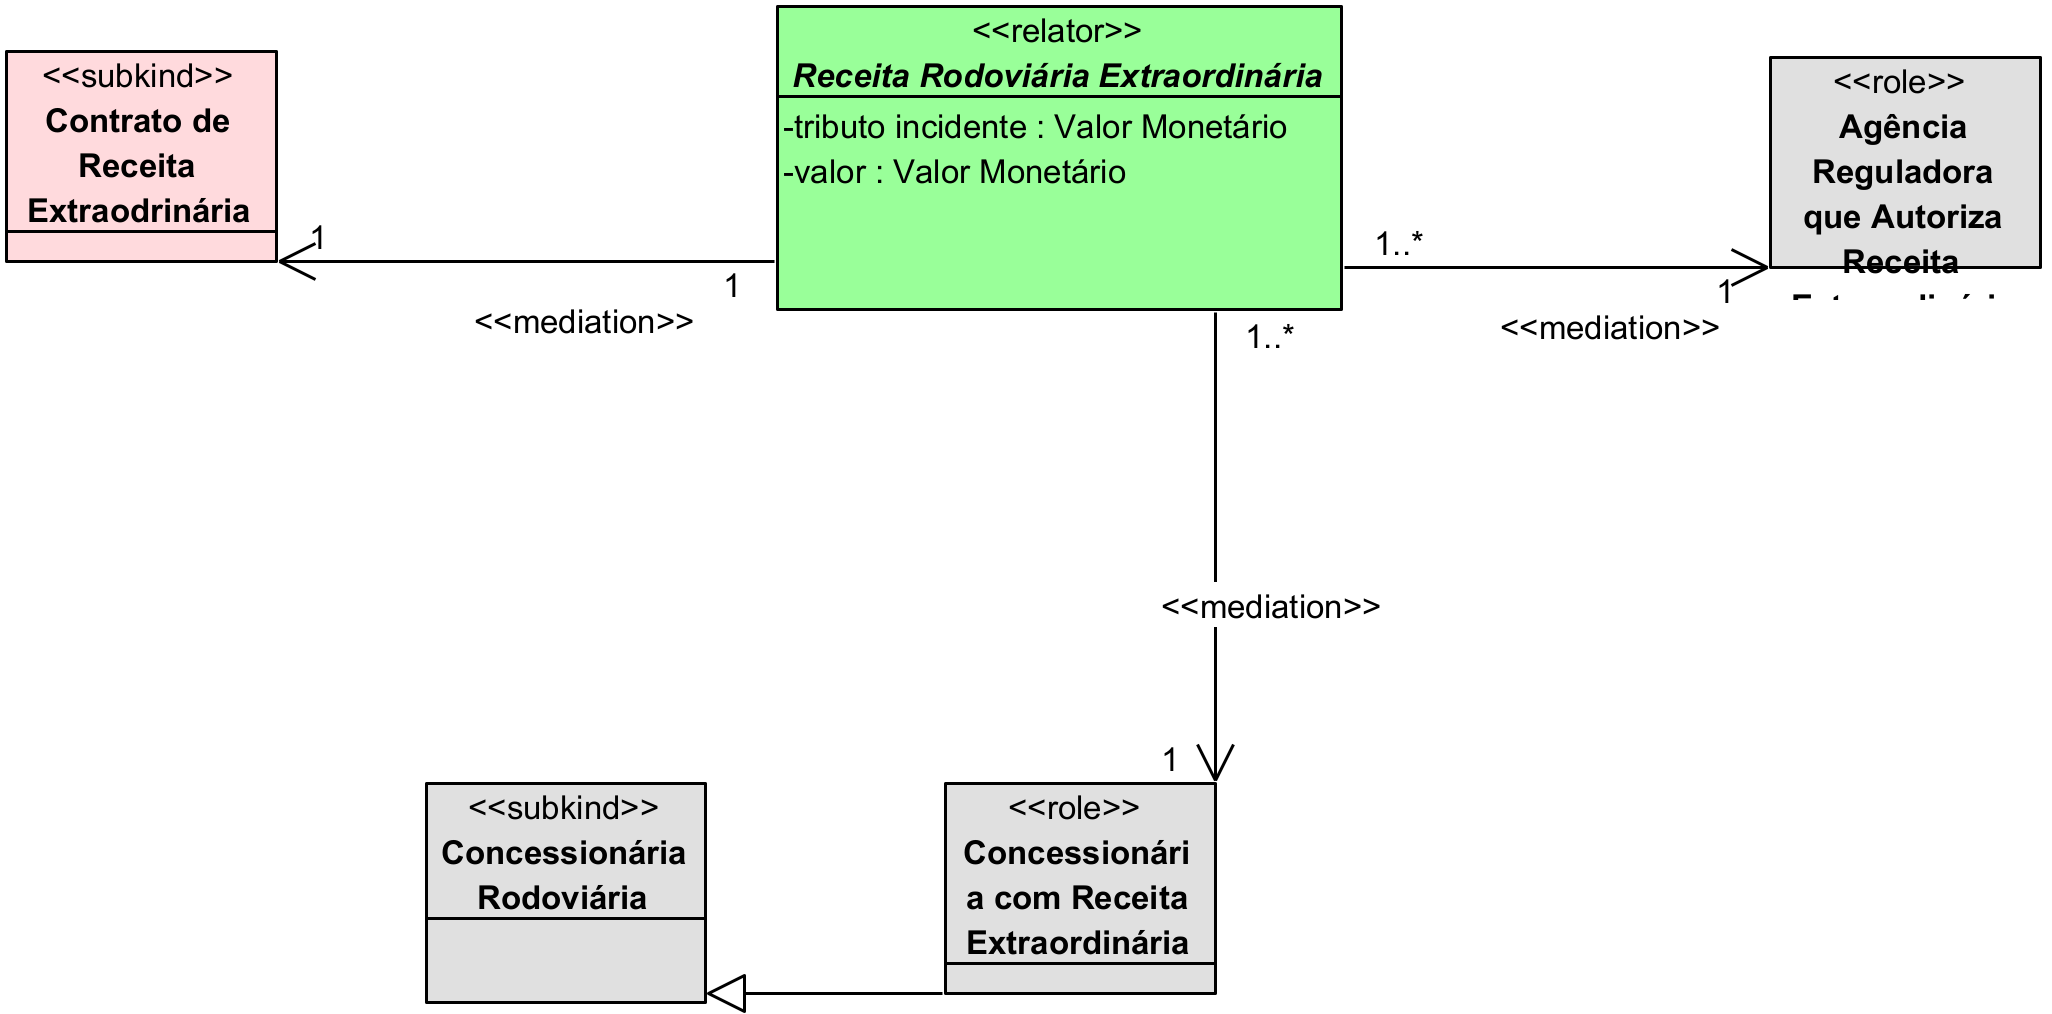 <<subkind>>
Contrato de
Receita
Extraodrinária
<<relator>>
Receita Rodoviária Extraordinária
-tributo incidente : Valor Monetário
-valor : Valor Monetário
<<role>>
Agência
Reguladora
que Autoriza
Receita
1
1
<<mediation>>
1..*
1
<<mediation>>
1..*
<<mediation>>
1
<<subkind>>
Concessionária
Rodoviária
<<role>>
Concessionári
a com Receita
Extraordinária